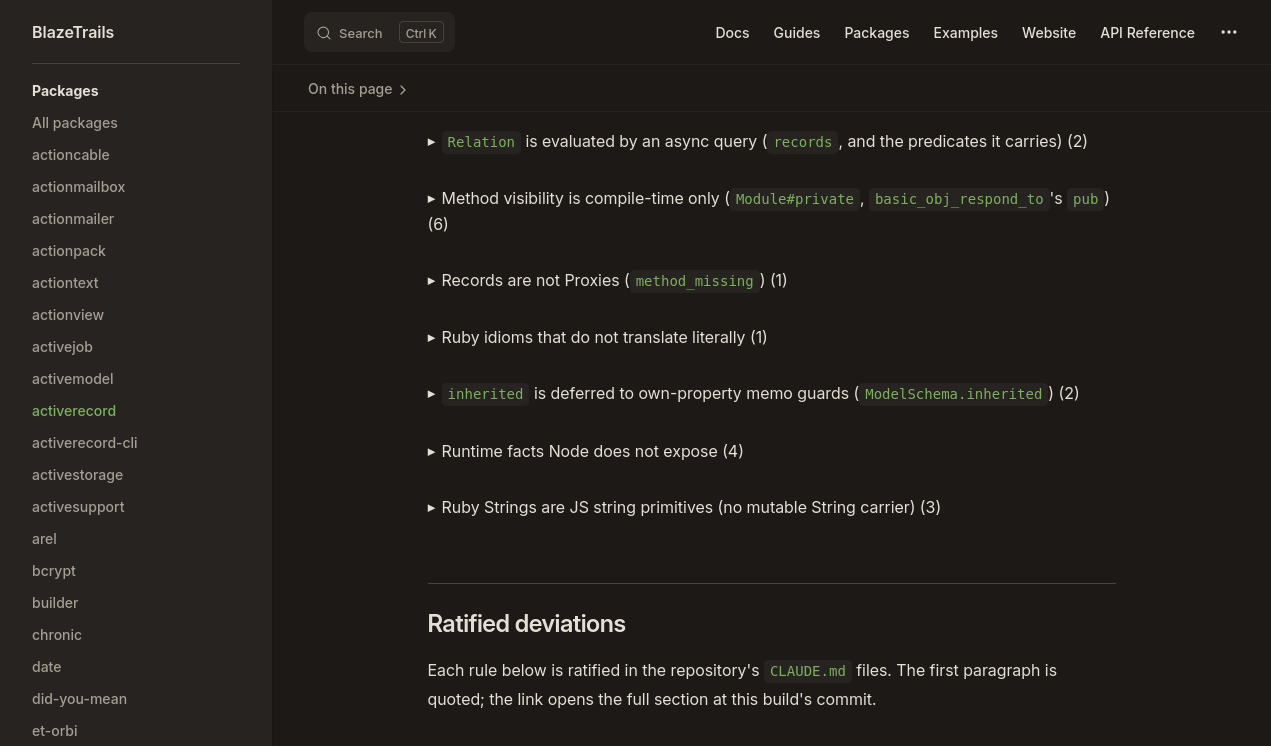 BlazeTrails
Search Ctrl K
Docs Guides Packages Examples Website API Reference
On this page
Packages
All packages
actioncable
actionmailbox
actionmailer
actionpack
actiontext
actionview
activejob
activemodel
activerecord
activerecord-cli
activestorage
activesupport
arel
bcrypt
builder
chronic
date
did-you-mean
et-orbi
Relation is evaluated by an async query (records, and the predicates it carries) (2)
Method visibility is compile-time only (Module#private, basic_obj_respond_to's pub)
(6)
Records are not Proxies (method_missing) (1)
Ruby idioms that do not translate literally (1)
inherited is deferred to own-property memo guards (ModelSchema.inherited) (2)
Runtime facts Node does not expose (4)
Ruby Strings are JS string primitives (no mutable String carrier) (3)
Ratified deviations
Each rule below is ratified in the repository's CLAUDE.md files. The first paragraph is
quoted; the link opens the full section at this build's commit.